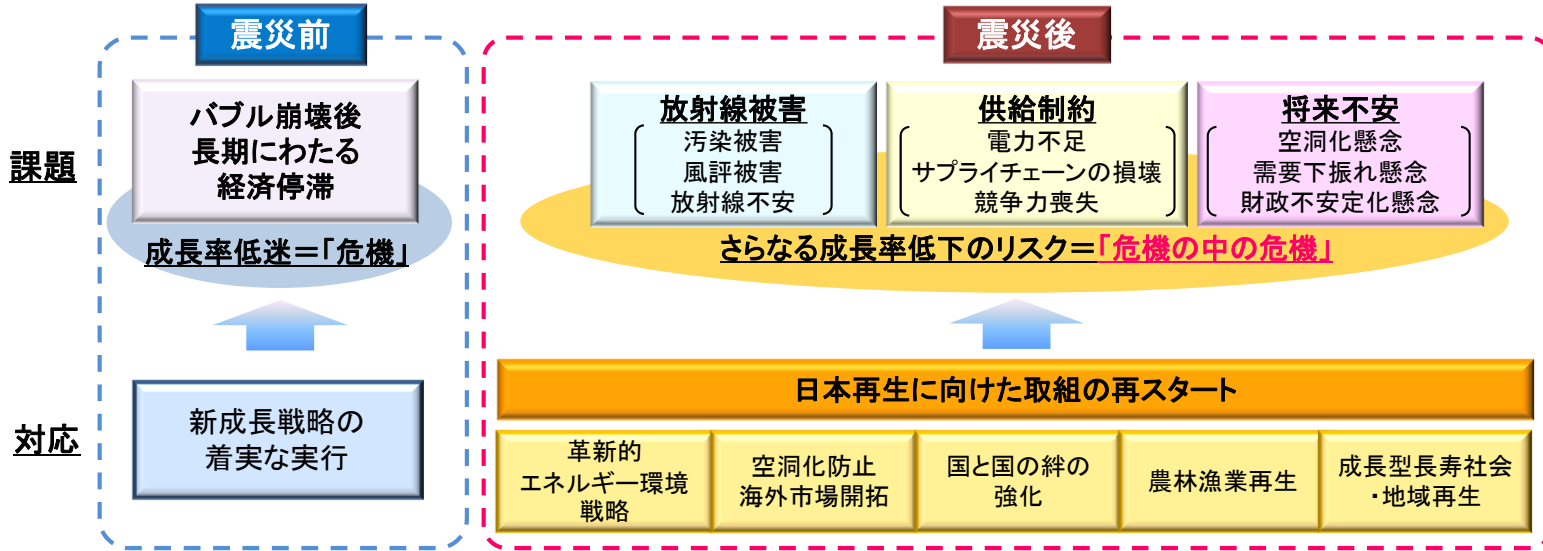 震災前
震災後
課題
バブル崩壊後
長期にわたる
経済停滞
成長率低迷＝「危機」
放射線被害
汚染被害
風評被害
放射線不安
供給制約
電力不足
サプライチェーンの損壊
競争力喪失
将来不安
空洞化懸念
需要下振れ懸念
財政不安定化懸念
さらなる成長率低下のリスク＝「危機の中の危機」
対応
新成長戦略の
着実な実行
日本再生に向けた取組の再スタート
革新的
エネルギー環境
戦略
空洞化防止
海外市場開拓
国と国の絆の
強化
農林漁業再生
成長型長寿社会
・地域再生